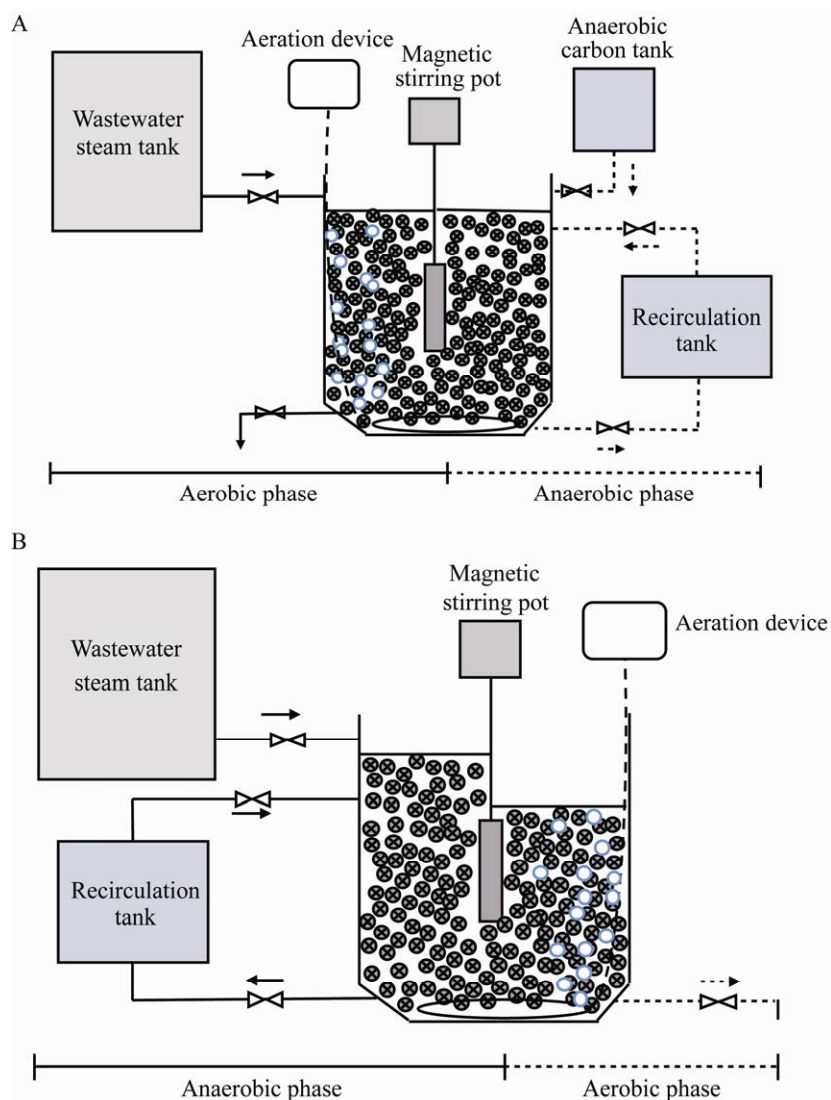 A
Aeration device
Magnetic
stirring pot
Anaerobic
carbon tank
Wastewater
steam tank
Recirculation
tank
Aerobic phase
Anaerobic phase
B
Magnetic
stirring pot
Aeration device
Wastewater
steam tank
Recirculation
tank
Anaerobic phase
Aerobic phase